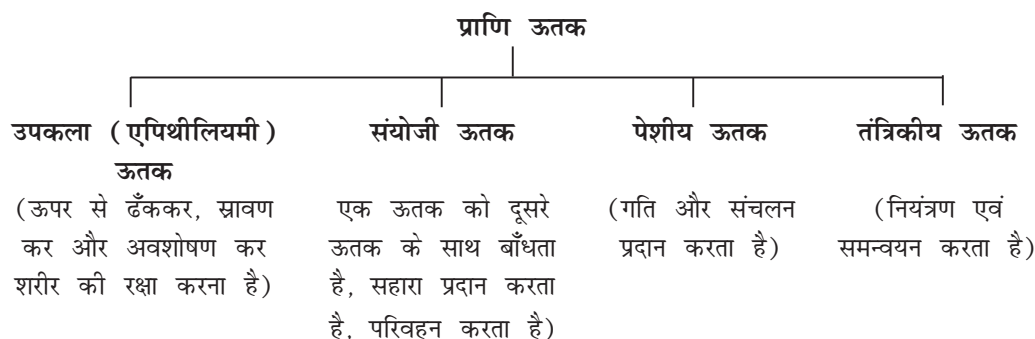 प्राणि ऊतक
उपकला (एपिथीलियमी)
ऊतक
(ऊपर से ढँककर, स्रावण
कर और अवशोषण कर
शरीर की रक्षा करना है)
संयोजी ऊतक
एक ऊतक को दूसरे
ऊतक के साथ बाँधता
है, सहारा प्रदान करता
है, परिवहन करता है)
पेशीय ऊतक
(गति और संचलन
प्रदान करता है)
तंत्रिकीय ऊतक
(नियंत्रण एवं
समन्वयन करता है)